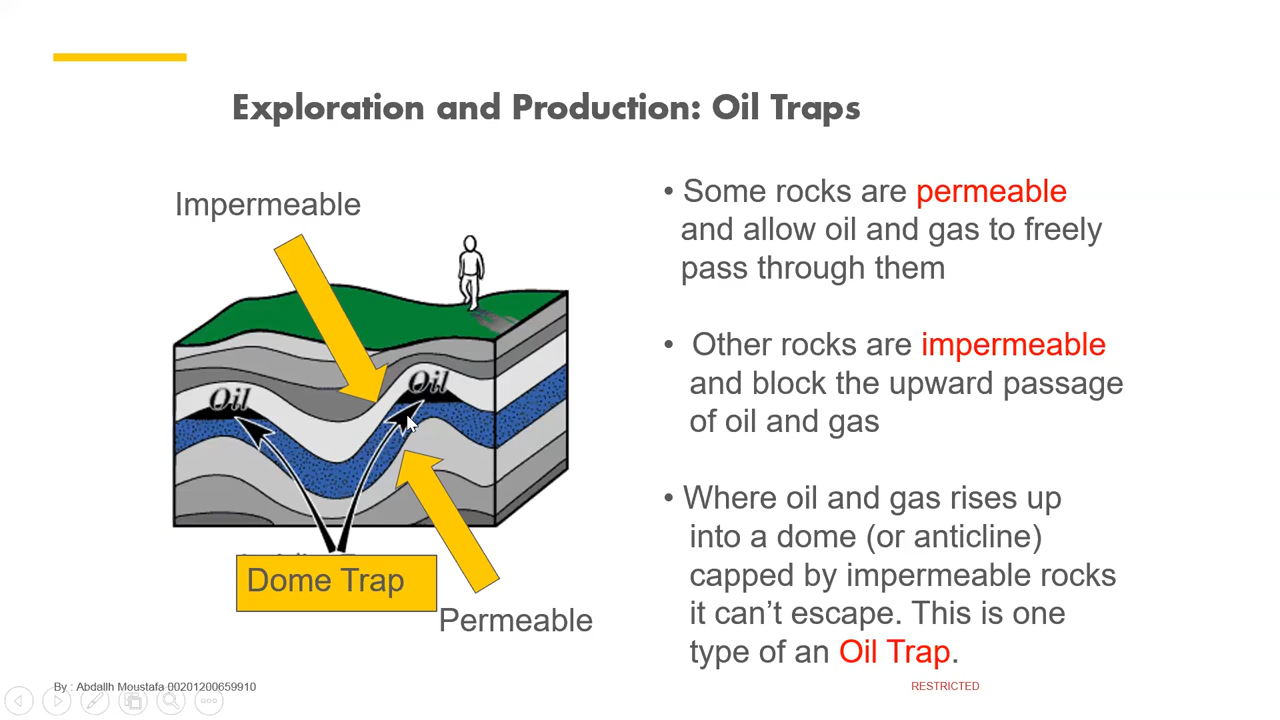 Exploration and Production: Oil Traps
Impermeable
Oil
Oil
Dome Trap
Permeable
• Some rocks are permeable
and allow oil and gas to freely
pass through them
• Other rocks are impermeable
and block the upward passage
of oil and gas
• Where oil and gas rises up
into a dome (or anticline)
capped by impermeable rocks
it can’t escape. This is one
type of an Oil Trap.
By : Abdallh Moustafa 00201200659910
RESTRICTED